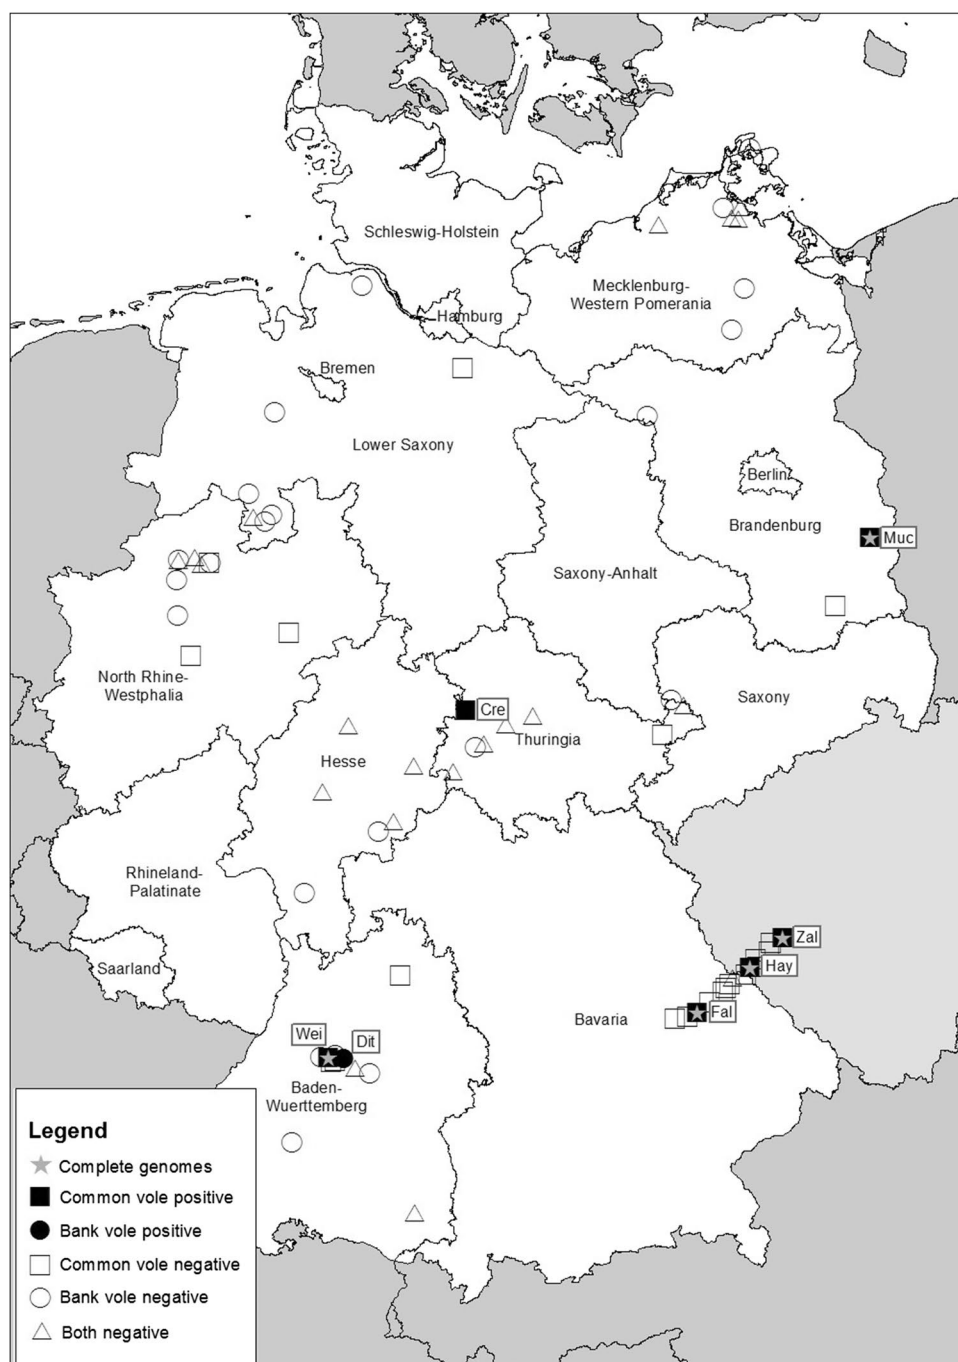 Schleswig-Holstein
Mecklenburg-
Western Pomerania
Hamburg
Bremen
Lower Saxony
Berlin
Brandenburg
Muc
Saxony-Anhalt
North Rhine-
Westphalia
Saxony
Cre
Thuringia
Hesse
Rhineland-
Palatinate
Zal
Hay
Saarland
Fal
Bavaria
Wei
Dit
Baden-
Wuerttemberg
Legend
Complete genomes
Common vole positive
Bank vole positive
Common vole negative
Bank vole negative
Both negative